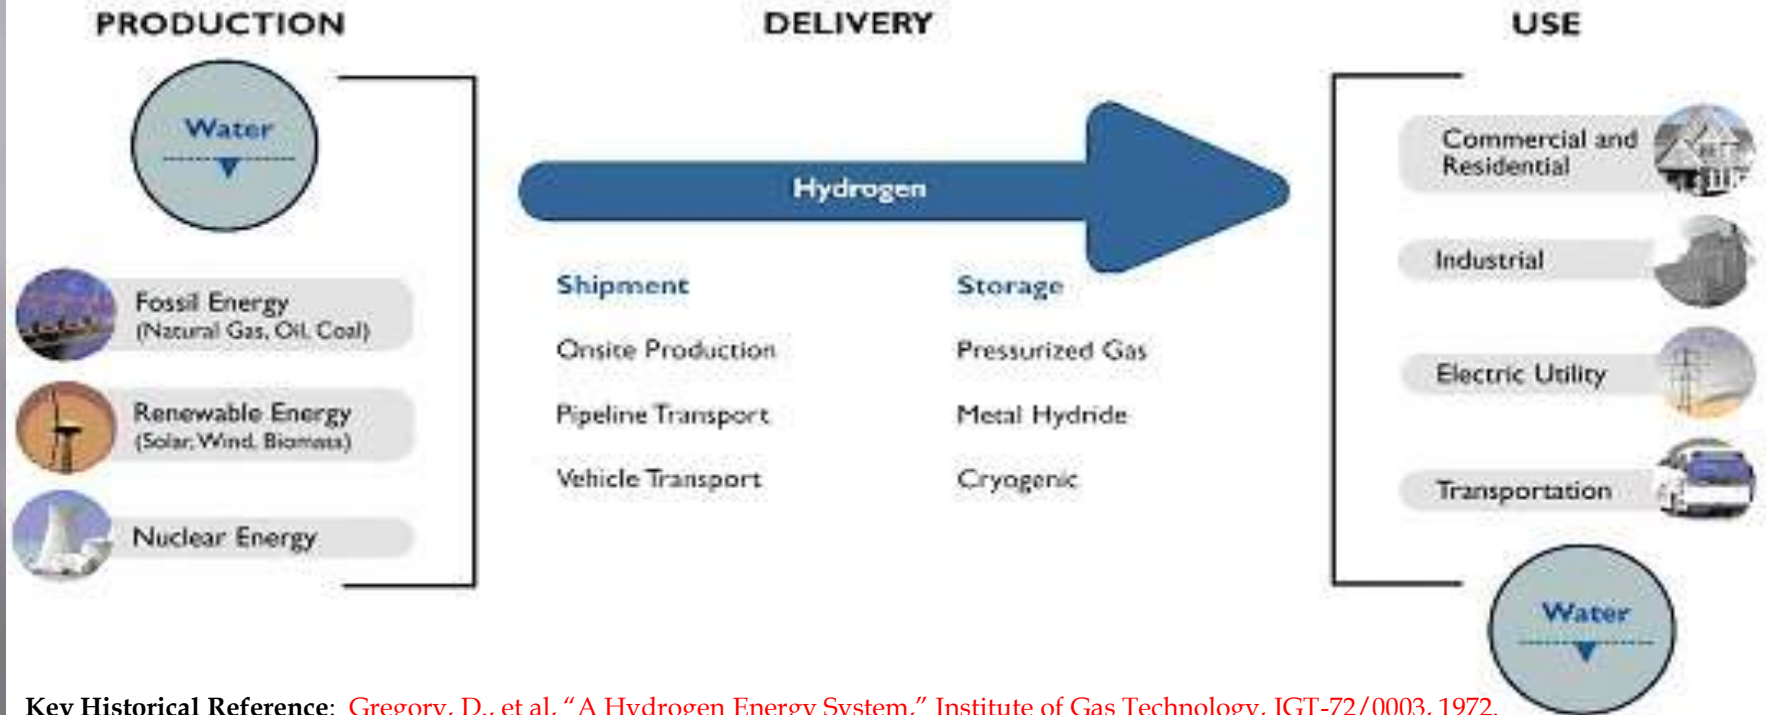 PRODUCTION
Water
Fossil Energy
(Natural Gas, Oil, Coal)
Renewable Energy
(Solar, Wind, Biomass)
Nuclear Energy
DELIVERY
Hydrogen
Shipment
Onsite Production
Pipeline Transport
Vehicle Transport
Storage
Pressurized Gas
Metal Hydride
Cryogenic
USE
Commercial and
Residential
Industrial
Electric Utility
Transportation
Water
Key Historical Reference: Gregory, D., et al, “A Hydrogen Energy System,” Institute of Gas Technology, IGT-72/0003, 1972.